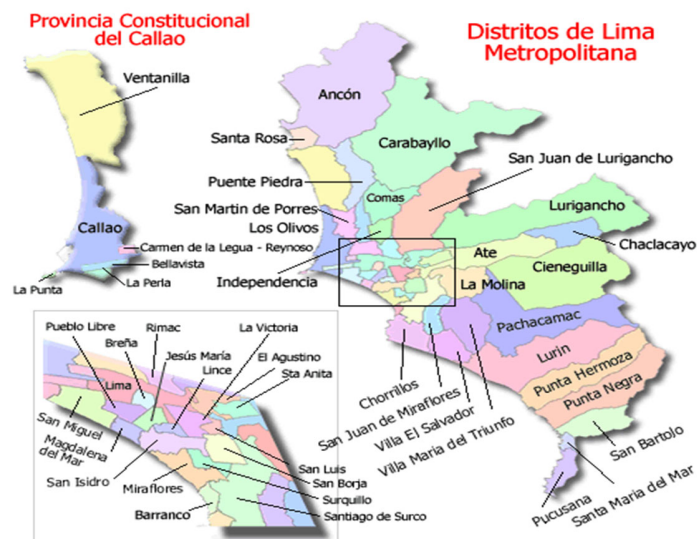 Provincia Constitucional
del Callao
Ventanilla
Callao
Carmen de la Legua - Reynoso
Bellavista
La Perla
La Punta
Distritos de Lima
Metropolitana
Ancón
Santa Rosa
Carabayllo
Puente Piedra
San Juan de Lurigancho
Comas
San Martin de Porres
Los Olivos
Lurigancho
Independencia
Ate
Chaclacayo
La Molina
Cieneguilla
Pachacamac
Lurín
Punta Hermoza
Punta Negra
Chorrillos
San Juan de Miraflores
Villa El Salvador
Villa Maria del Triunfo
San Bartolo
Santa Maria del Mar
Pucusana
Pueblo Libre
Rimac
La Victoria
Breña
Jesús María
El Agustino
Lince
Sta Anita
Lima
San Miguel
Magdalena
del Mar
San Isidro
Miraflores
Barranco
San Luis
San Borja
Surquillo
Santiago de Surco